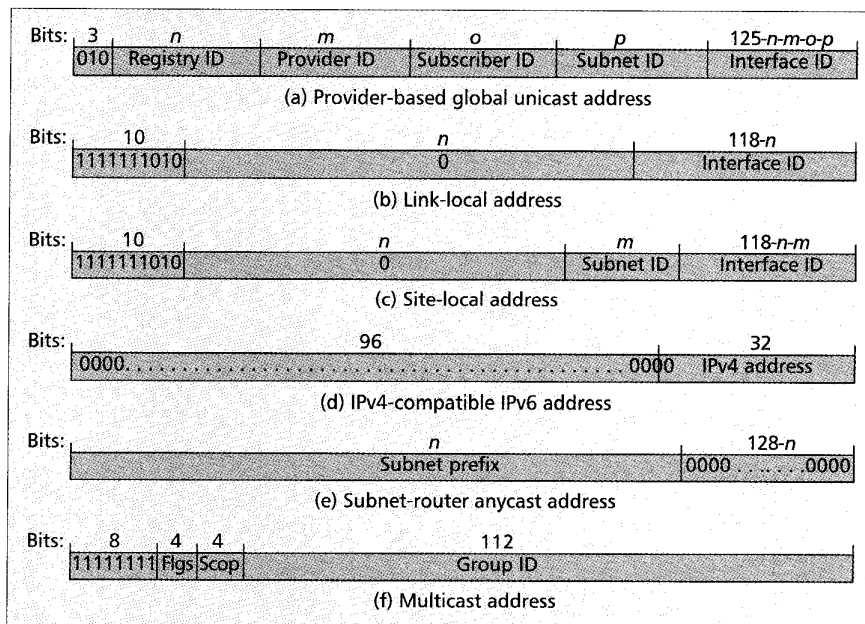 Bits: 3 n m o p 125-n-m-o-p
010 Registry ID Provider ID Subscriber ID Subnet ID Interface ID
(a) Provider-based global unicast address
Bits: 10 n 118-n
1111111010 0 Interface ID
(b) Link-local address
Bits: 10 n m 118-n-m
1111111010 0 Subnet ID Interface ID
(c) Site-local address
Bits: 96 32
0000. . . . . . . . . . . . . . . . . . . . . . . . . . . . . . . . . . . . . . . . . . . . . . . . .0000 IPv4 address
(d) IPv4-compatible IPv6 address
Bits: n 128-n
Subnet prefix 0000 . . . . . . . .0000
(e) Subnet-router anycast address
Bits: 8 4 4 112
11111111 Flgs Scop Group ID
(f) Multicast address